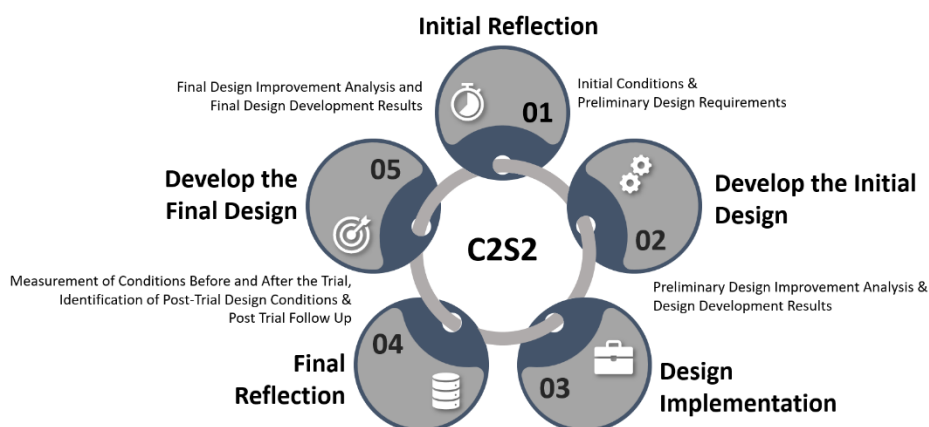 Initial Reflection
01
Initial Conditions &
Preliminary Design Requirements
Develop the Initial
Design
02
Preliminary Design Improvement Analysis &
Design Development Results
Design
Implementation
03
Final
Reflection
04
Measurement of Conditions Before and After the Trial,
Identification of Post-Trial Design Conditions &
Post Trial Follow Up
Develop the
Final Design
05
Final Design Improvement Analysis and
Final Design Development Results
C2S2